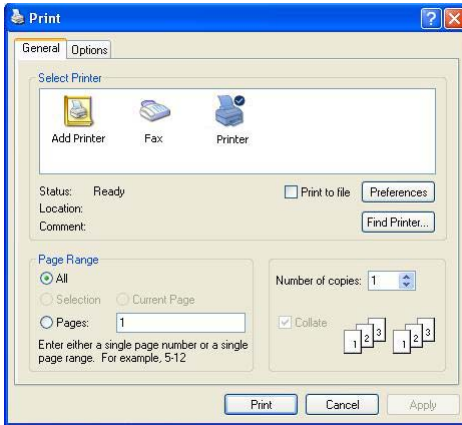 Print
General Options
Select Printer
Add Printer Fax Printer
Status: Ready
Location:
Comment:
Print to file Preferences
Find Printer...
Page Range
All
Selection Current Page
Pages: 1
Enter either a single page number or a single
page range. For example, 5-12
Number of copies: 1
Collate
1 2 3 1 2 3
Print Cancel Apply